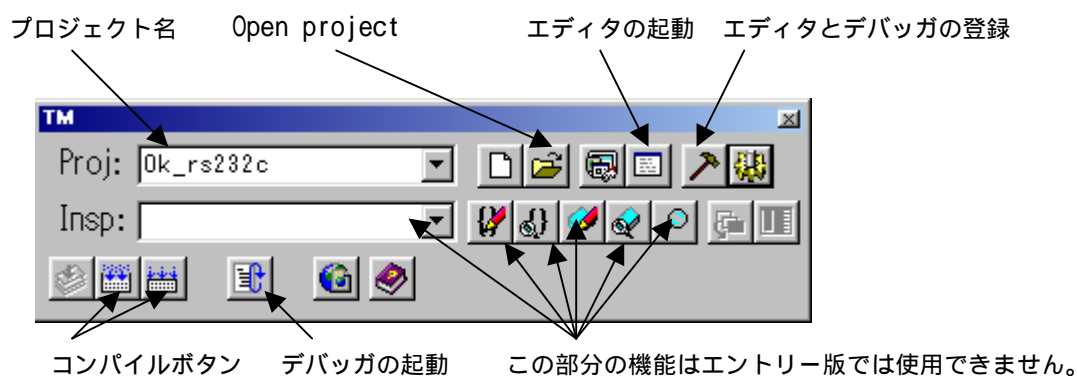 プロジェクト名 Open project エディタの起動 エディタとデバッガの登録
TM
Proj: Ok_rs232c
Insp:
コンパイルボタン デバッガの起動 この部分の機能はエントリー版では使用できません。